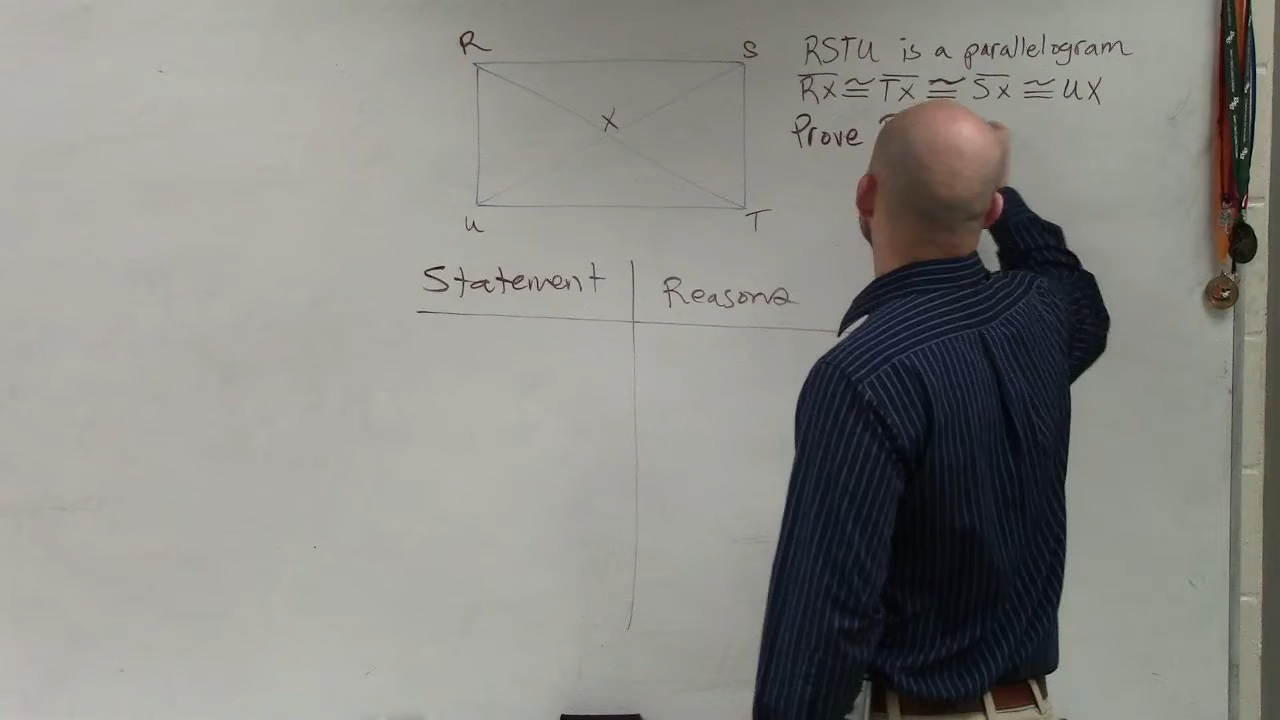 R
S
X
U
T
RSTU is a parallelogram
RX ≅ TX ≅ SX ≅ UX
Prove
Statement
Reasons